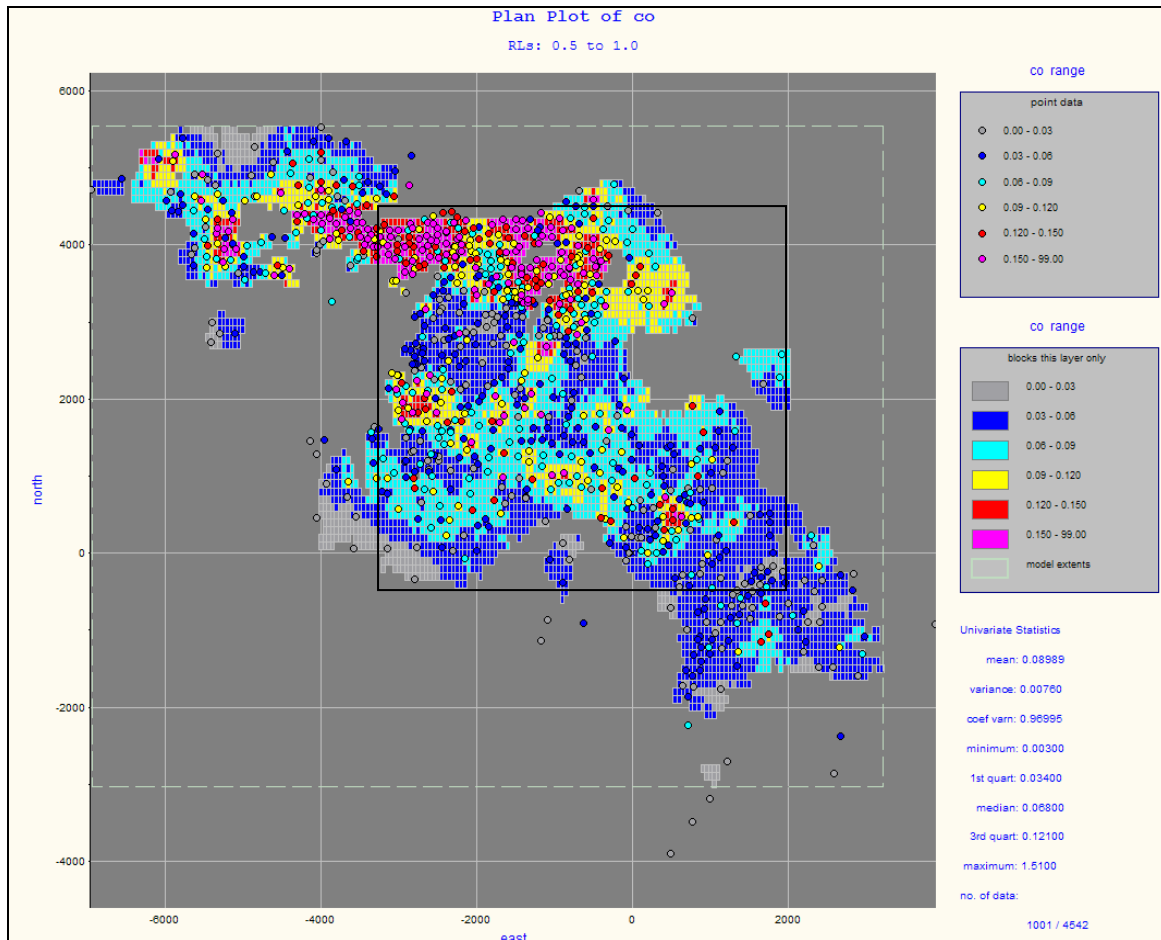 Plan Plot of co
RLs: 0.5 to 1.0
co range
point data
0.00 - 0.03
0.03 - 0.06
0.06 - 0.09
0.09 - 0.120
0.120 - 0.150
0.150 - 99.00
co range
blocks this layer only
0.00 - 0.03
0.03 - 0.06
0.06 - 0.09
0.09 - 0.120
0.120 - 0.150
0.150 - 99.00
model extents
Univariate Statistics
mean: 0.08989
variance: 0.00760
coef varn: 0.96995
minimum: 0.00300
1st quart: 0.03400
median: 0.06800
3rd quart: 0.12100
maximum: 1.5100
no. of data:
1001 / 4542
north
6000
4000
2000
0
-2000
-4000
-6000
-4000
-2000
0
2000
east